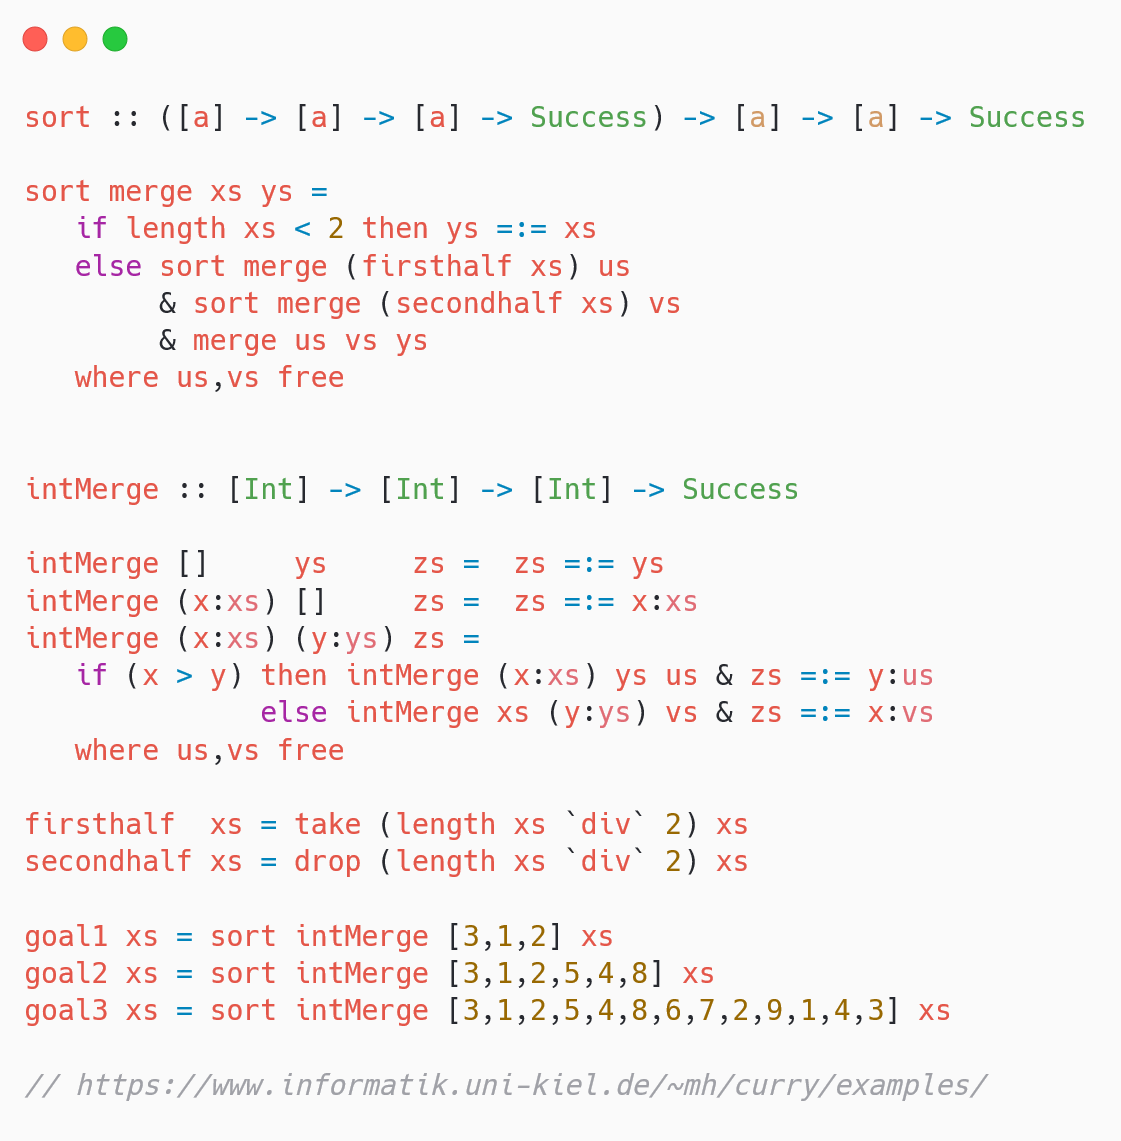 sort :: ([a] -> [a] -> [a] -> Success) -> [a] -> [a] -> Success

sort merge xs ys =
   if length xs < 2 then ys =:= xs
   else sort merge (firsthalf xs) us
        & sort merge (secondhalf xs) vs
        & merge us vs ys
   where us,vs free


intMerge :: [Int] -> [Int] -> [Int] -> Success

intMerge []     ys     zs =  zs =:= ys
intMerge (x:xs) []     zs =  zs =:= x:xs
intMerge (x:xs) (y:ys) zs =
   if (x > y) then intMerge (x:xs) ys us & zs =:= y:us
              else intMerge xs (y:ys) vs & zs =:= x:vs
   where us,vs free

firsthalf  xs = take (length xs `div` 2) xs
secondhalf xs = drop (length xs `div` 2) xs

goal1 xs = sort intMerge [3,1,2] xs
goal2 xs = sort intMerge [3,1,2,5,4,8] xs
goal3 xs = sort intMerge [3,1,2,5,4,8,6,7,2,9,1,4,3] xs

// https://www.informatik.uni-kiel.de/~mh/curry/examples/